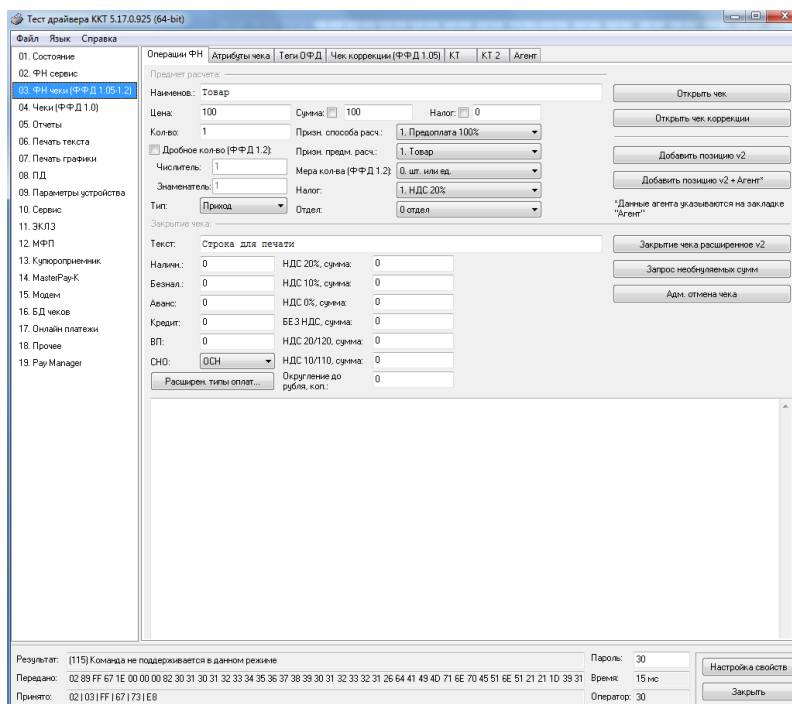 Тест драйвера ККТ 5.17.0.925 (64-bit)
Файл Язык Справка
01. Состояние
02. ФН сервис
03. ФН чеки (ФФД 1.05-1.2)
04. Чеки (ФФД 1.0)
05. Отчеты
06. Печать текста
07. Печать графики
08. ПД
09. Параметры устройства
10. Сервис
11. ЭКЛЗ
12. МФП
13. Купюроприемник
14. MasterPay-K
15. Модем
16. БД чеков
17. Онлайн платежи
18. Прочее
19. Pay Manager
Операции ФН Атрибуты чека Теги ОФД Чек коррекции (ФФД 1.05) КТ КТ 2 Агент
Предмет расчета:
Наименов.: Товар
Цена: 100 Сумма: 100 Налог: 0
Кол-во: 1 Призн. способа расч.: 1. Предоплата 100%
Дробное кол-во (ФФД 1.2): Призн. предм. расч.: 1. Товар
Числитель: 1 Мера кол-ва (ФФД 1.2): 0. шт. или ед.
Знаменатель: 1 Налог: 1. НДС 20%
Тип: Приход Отдел: 0 отдел
Закрытие чека:
Текст: Строка для печати
Наличн.: 0 НДС 20%, сумма: 0
Безнал.: 0 НДС 10%, сумма: 0
Аванс: 0 НДС 0%, сумма: 0
Кредит: 0 БЕЗ НДС, сумма: 0
ВП: 0 НДС 20/120, сумма: 0
СНО: ОСН НДС 10/110, сумма: 0
Расширен. типы оплат... Округление до рубля, коп.: 0
Открыть чек
Открыть чек коррекции
Добавить позицию v2
Добавить позицию v2 + Агент*
*Данные агента указываются на закладке
"Агент"
Закрытие чека расширенное v2
Запрос необнуляемых сумм
Адм. отмена чека
Результат: (115) Команда не поддерживается в данном режиме
Передано: 02 89 FF 67 1E 00 00 00 82 30 31 30 31 32 33 34 35 36 37 38 39 30 31 32 33 32 31 26 64 41 49 4D 71 6E 70 45 51 6E 51 21 21 1D 39 31
Принято: 02 | 03 | FF | 67 | 73 | E8
Пароль: 30
Время: 15 мс
Оператор: 30
Настройка свойств
Закрыть